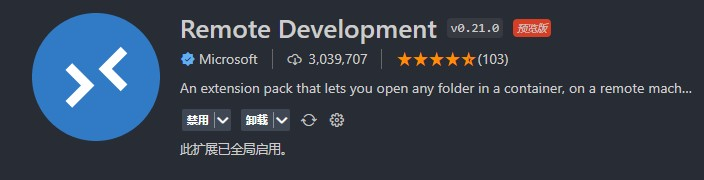 Remote Development v0.21.0 预览版
Microsoft 3,039,707 (103)
An extension pack that lets you open any folder in a container, on a remote mach...
禁用 卸载
此扩展已全局启用。